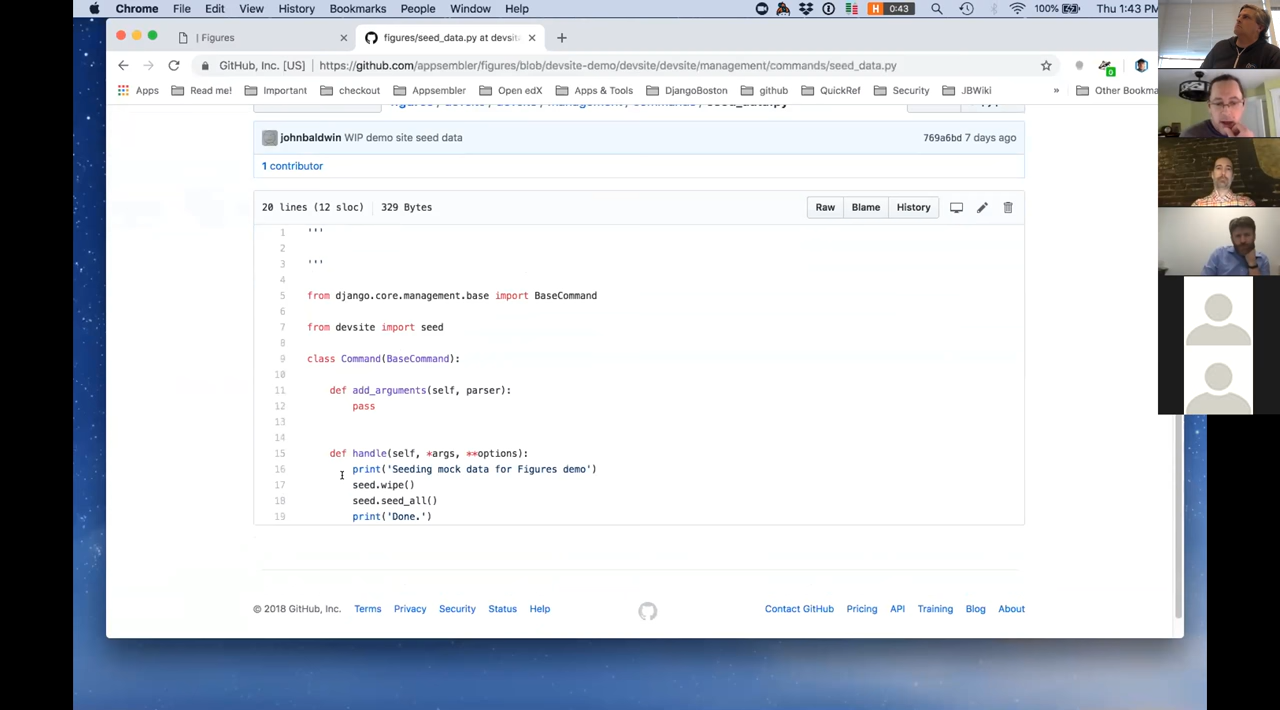 Chrome File Edit View History Bookmarks People Window Help H 0:43 100% Thu 1:43 PM
| Figures figures/seed_data.py at devsite
GitHub, Inc. [US] https://github.com/appsembler/figures/blob/devsite-demo/devsite/devsite/management/commands/seed_data.py
Apps Read me! Important checkout Appsembler Open edX Apps & Tools DjangoBoston github QuickRef Security JBWiki » Other Bookma
johnbaldwin WIP demo site seed data 769a6bd 7 days ago
1 contributor
20 lines (12 sloc) 329 Bytes Raw Blame History
1 '''
2
3 '''
4
5 from django.core.management.base import BaseCommand
6
7 from devsite import seed
8
9 class Command(BaseCommand):
10
11 def add_arguments(self, parser):
12 pass
13
14
15 def handle(self, *args, **options):
16 print('Seeding mock data for Figures demo')
17 seed.wipe()
18 seed.seed_all()
19 print('Done.')
© 2018 GitHub, Inc. Terms Privacy Security Status Help Contact GitHub Pricing API Training Blog About